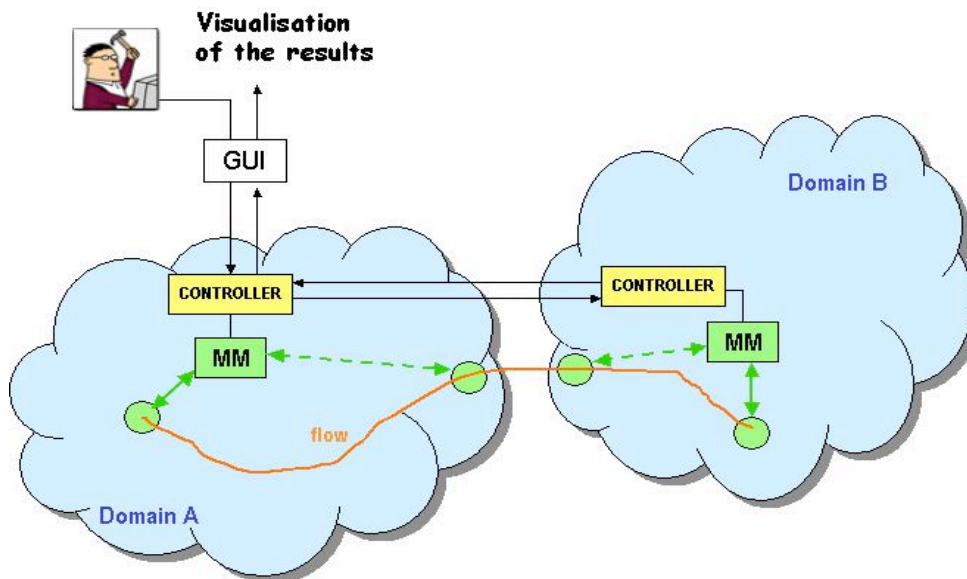 Visualisation
of the results
GUI
Domain B
CONTROLLER
CONTROLLER
MM
MM
flow
Domain A